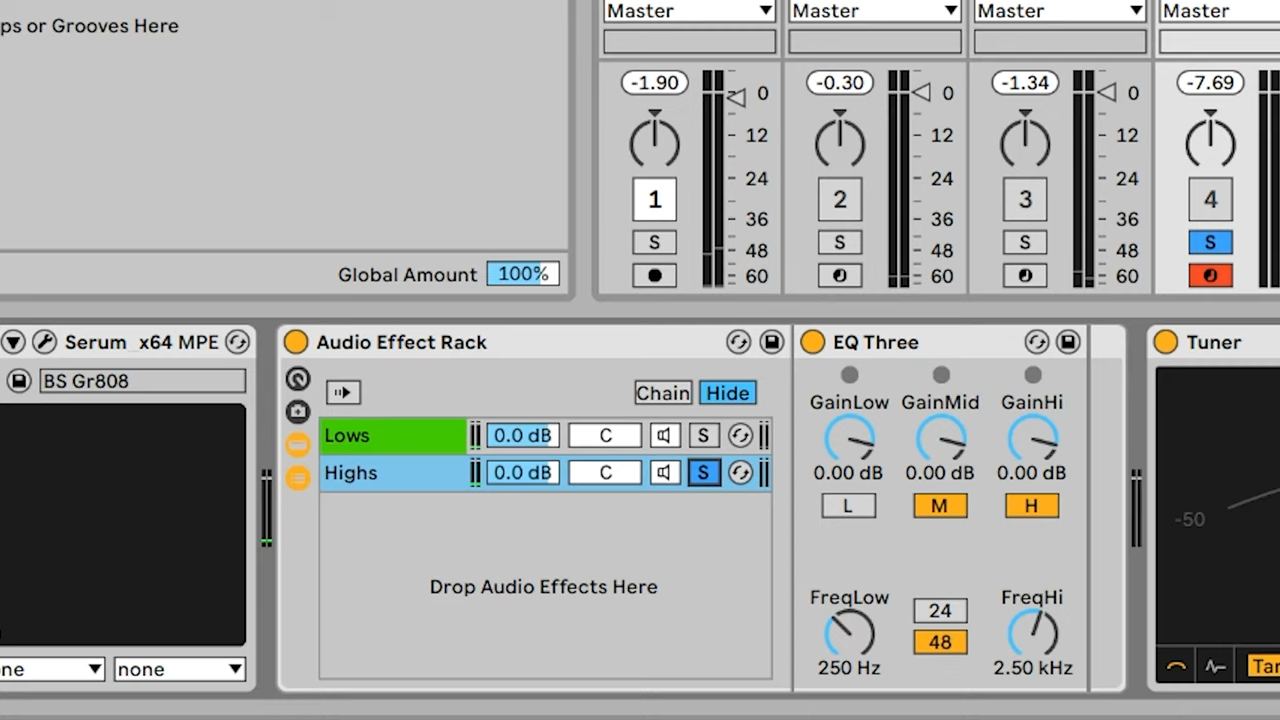 ps or Grooves Here
Master Master Master Master
-1.90 -0.30 -1.34 -7.69
0 0 0
12 12 12
1 2 3 4
24 24 24
36 36 36
S S S S
48 48 48
60 60 60
Global Amount 100%
Serum_x64 MPE
BS Gr808
ne none
Audio Effect Rack
Chain Hide
Lows 0.0 dB C S
Highs 0.0 dB C S
Drop Audio Effects Here
EQ Three
GainLow GainMid GainHi
0.00 dB 0.00 dB 0.00 dB
L M H
FreqLow 24 FreqHi
48
250 Hz 2.50 kHz
Tuner
-50
Tar